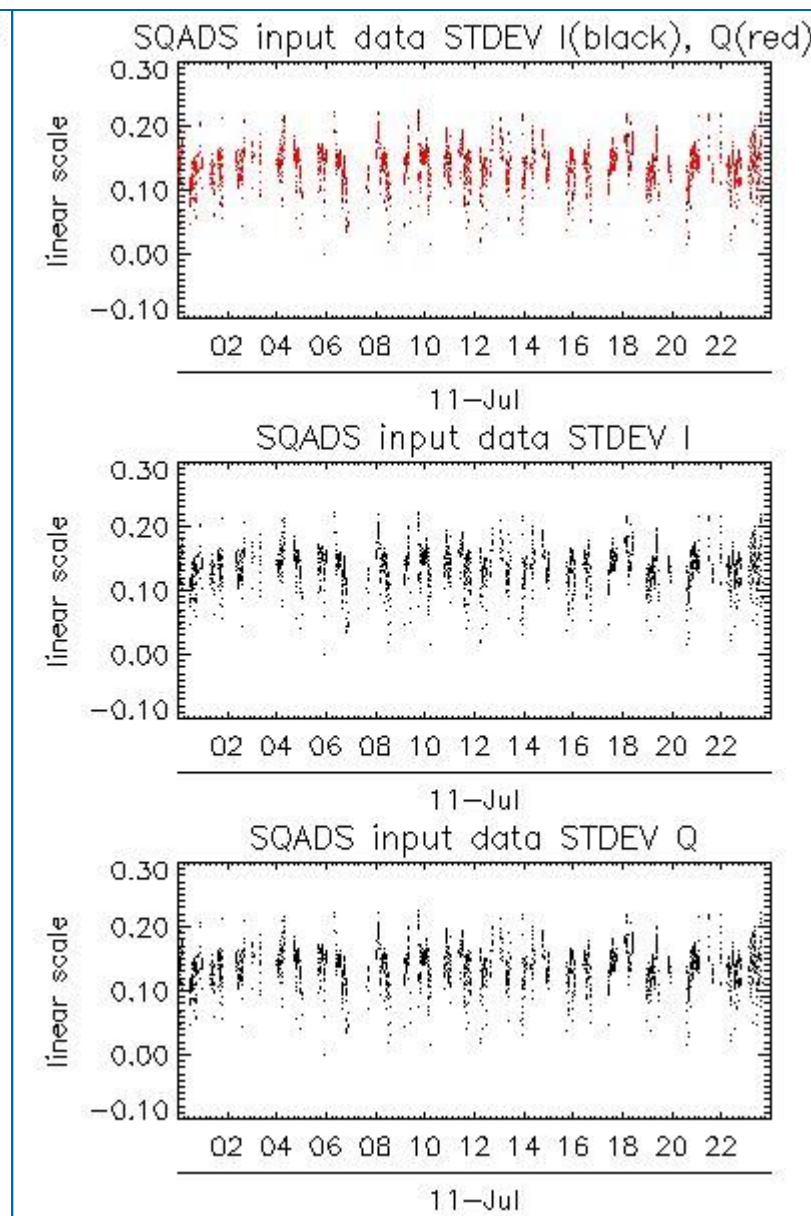 SQADS input data STDEV I(black), Q(red)
0.30
0.20
0.10
0.00
-0.10
linear scale
02 04 06 08 10 12 14 16 18 20 22
11-Jul
SQADS input data STDEV I
0.30
0.20
0.10
0.00
-0.10
linear scale
02 04 06 08 10 12 14 16 18 20 22
11-Jul
SQADS input data STDEV Q
0.30
0.20
0.10
0.00
-0.10
linear scale
02 04 06 08 10 12 14 16 18 20 22
11-Jul